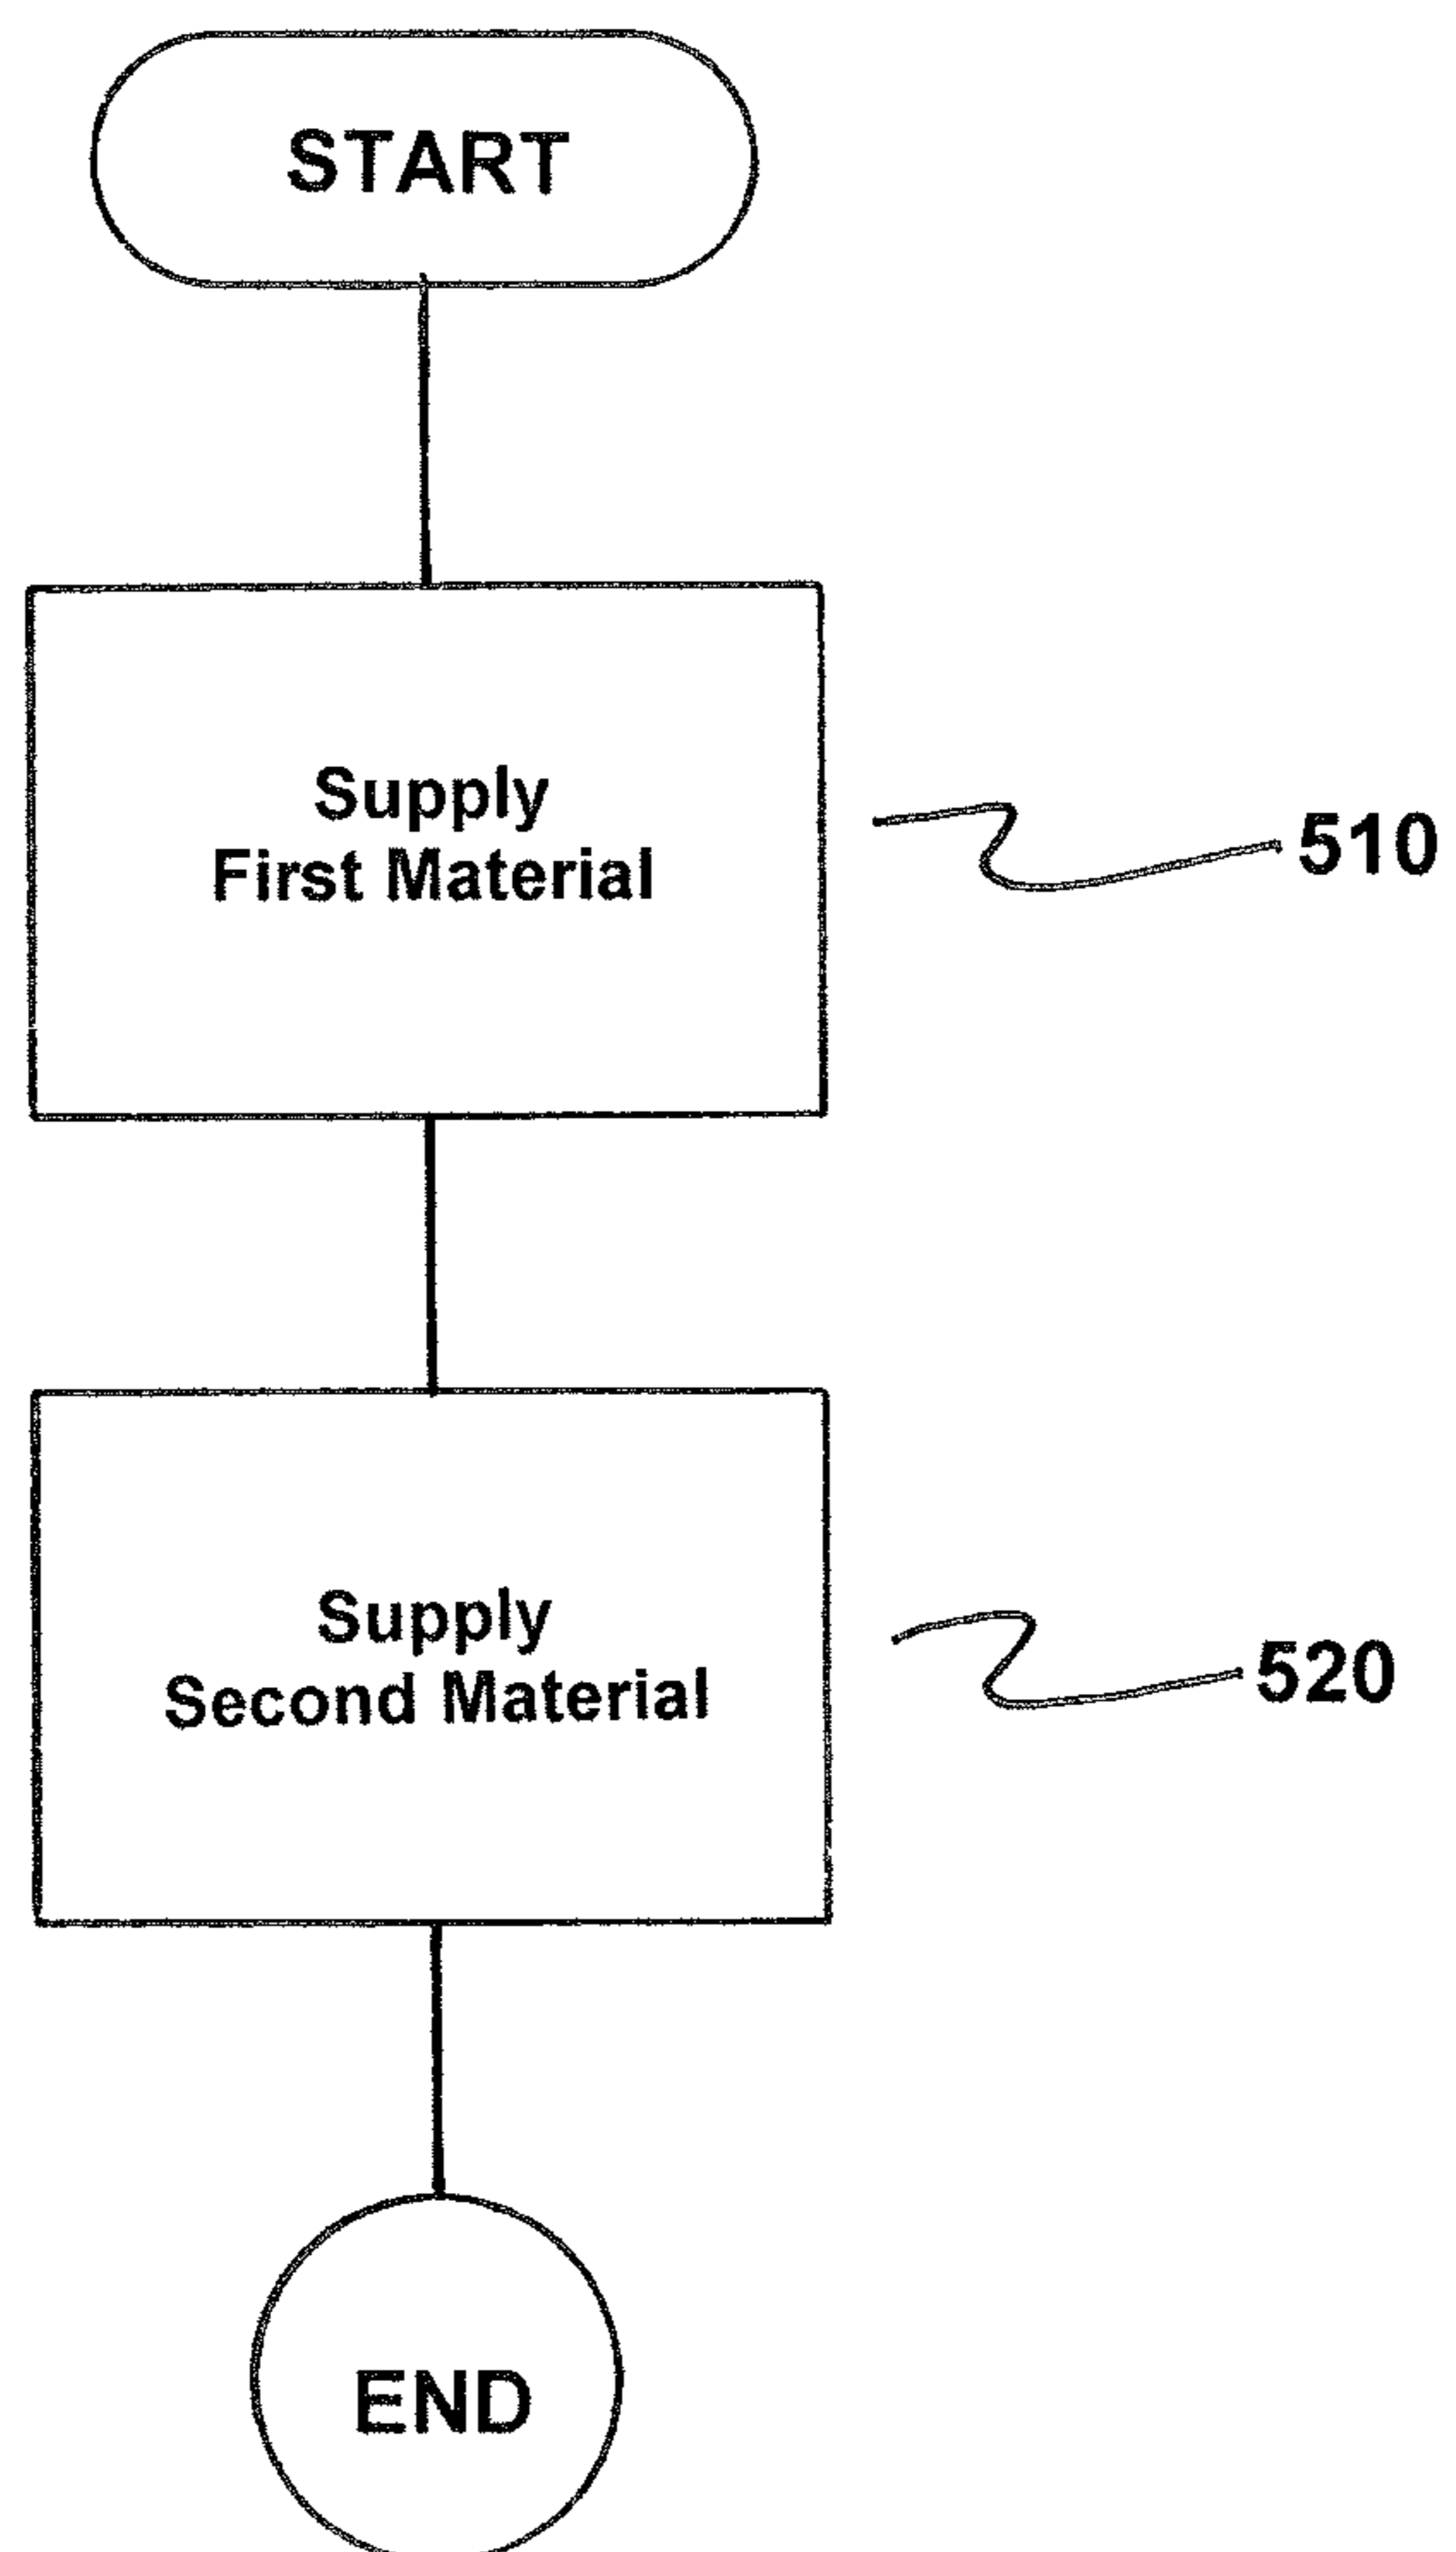 START
Supply
First Material
510
Supply
Second Material
520
END